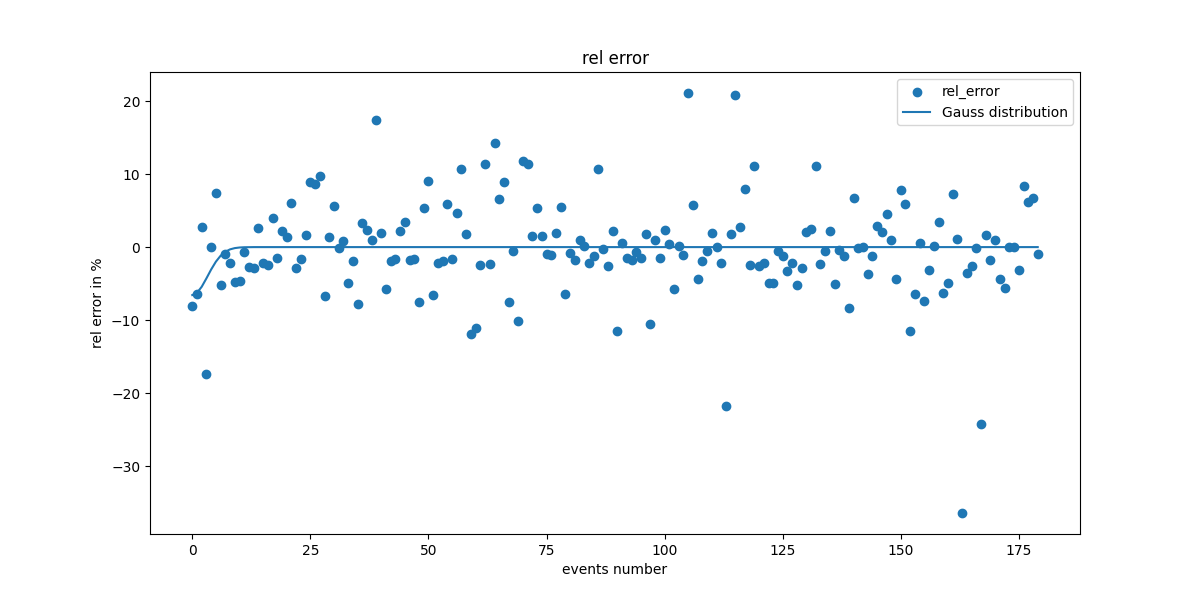 rel error
rel_error
Gauss distribution
rel error in %
20
10
0
−10
−20
−30
0
25
50
75
100
125
150
175
events number